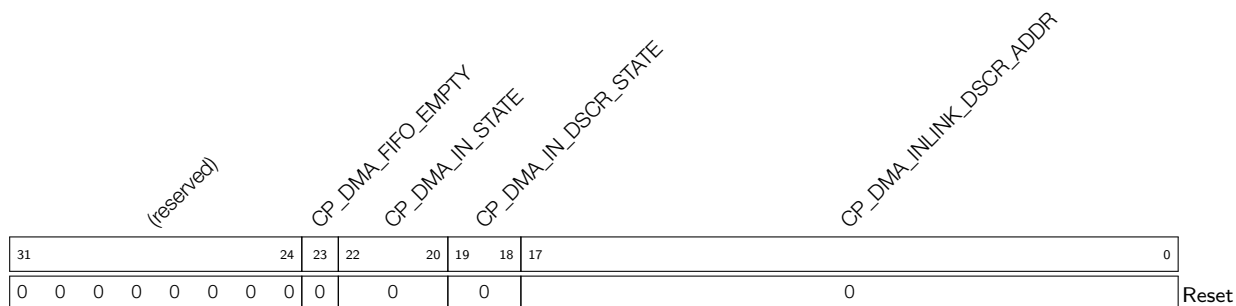 (reserved)
CP_DMA_FIFO_EMPTY
CP_DMA_IN_STATE
CP_DMA_IN_DSCR_STATE
CP_DMA_INLINK_DSCR_ADDR
31 24 23 22 20 19 18 17 0
0 0 0 0 0 0 0 0 0 0 0 0 Reset